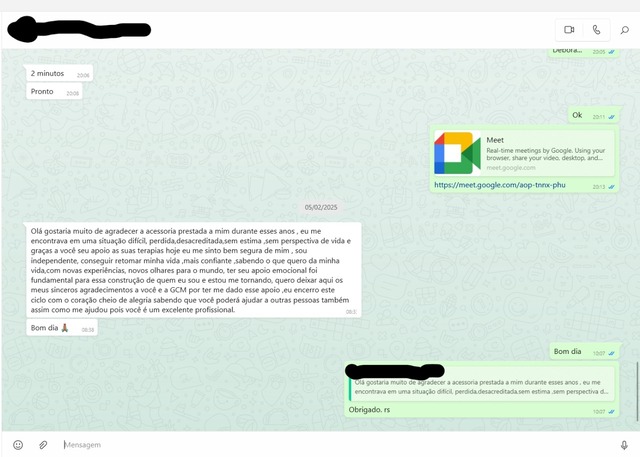 Debora...
20:05
2 minutos 20:06
Pronto 20:08
Ok 20:11
Meet
Real-time meetings by Google. Using your
browser, share your video, desktop, and...
meet.google.com
https://meet.google.com/aop-tnnx-phu
20:13
05/02/2025
Olá gostaria muito de agradecer a acessoria prestada a mim durante esses anos , eu me
encontrava em uma situação difícil, perdida,desacreditada,sem estima ,sem perspectiva de vida e
graças a você seu apoio as suas terapias hoje eu me sinto bem segura de mim , sou
independente, conseguir retomar minha vida ,mais confiante ,sabendo o que quero da minha
vida,com novas experiências, novos olhares para o mundo, ter seu apoio emocional foi
fundamental para essa construção de quem eu sou e estou me tornando, quero deixar aqui os
meus sinceros agradecimentos a você e a GCM por ter me dado esse apoio ,eu encerro este
ciclo com o coração cheio de alegria sabendo que você poderá ajudar a outras pessoas também
assim como me ajudou pois você é um excelente profissional.
Bom dia 🙏🏽
Bom dia 10:07
Olá gostaria muito de agradecer a acessoria prestada a mim durante esses anos , eu me
encontrava em uma situação difícil, perdida,desacreditada,sem estima ,sem perspectiva d...
Obrigado. rs
Mensagem